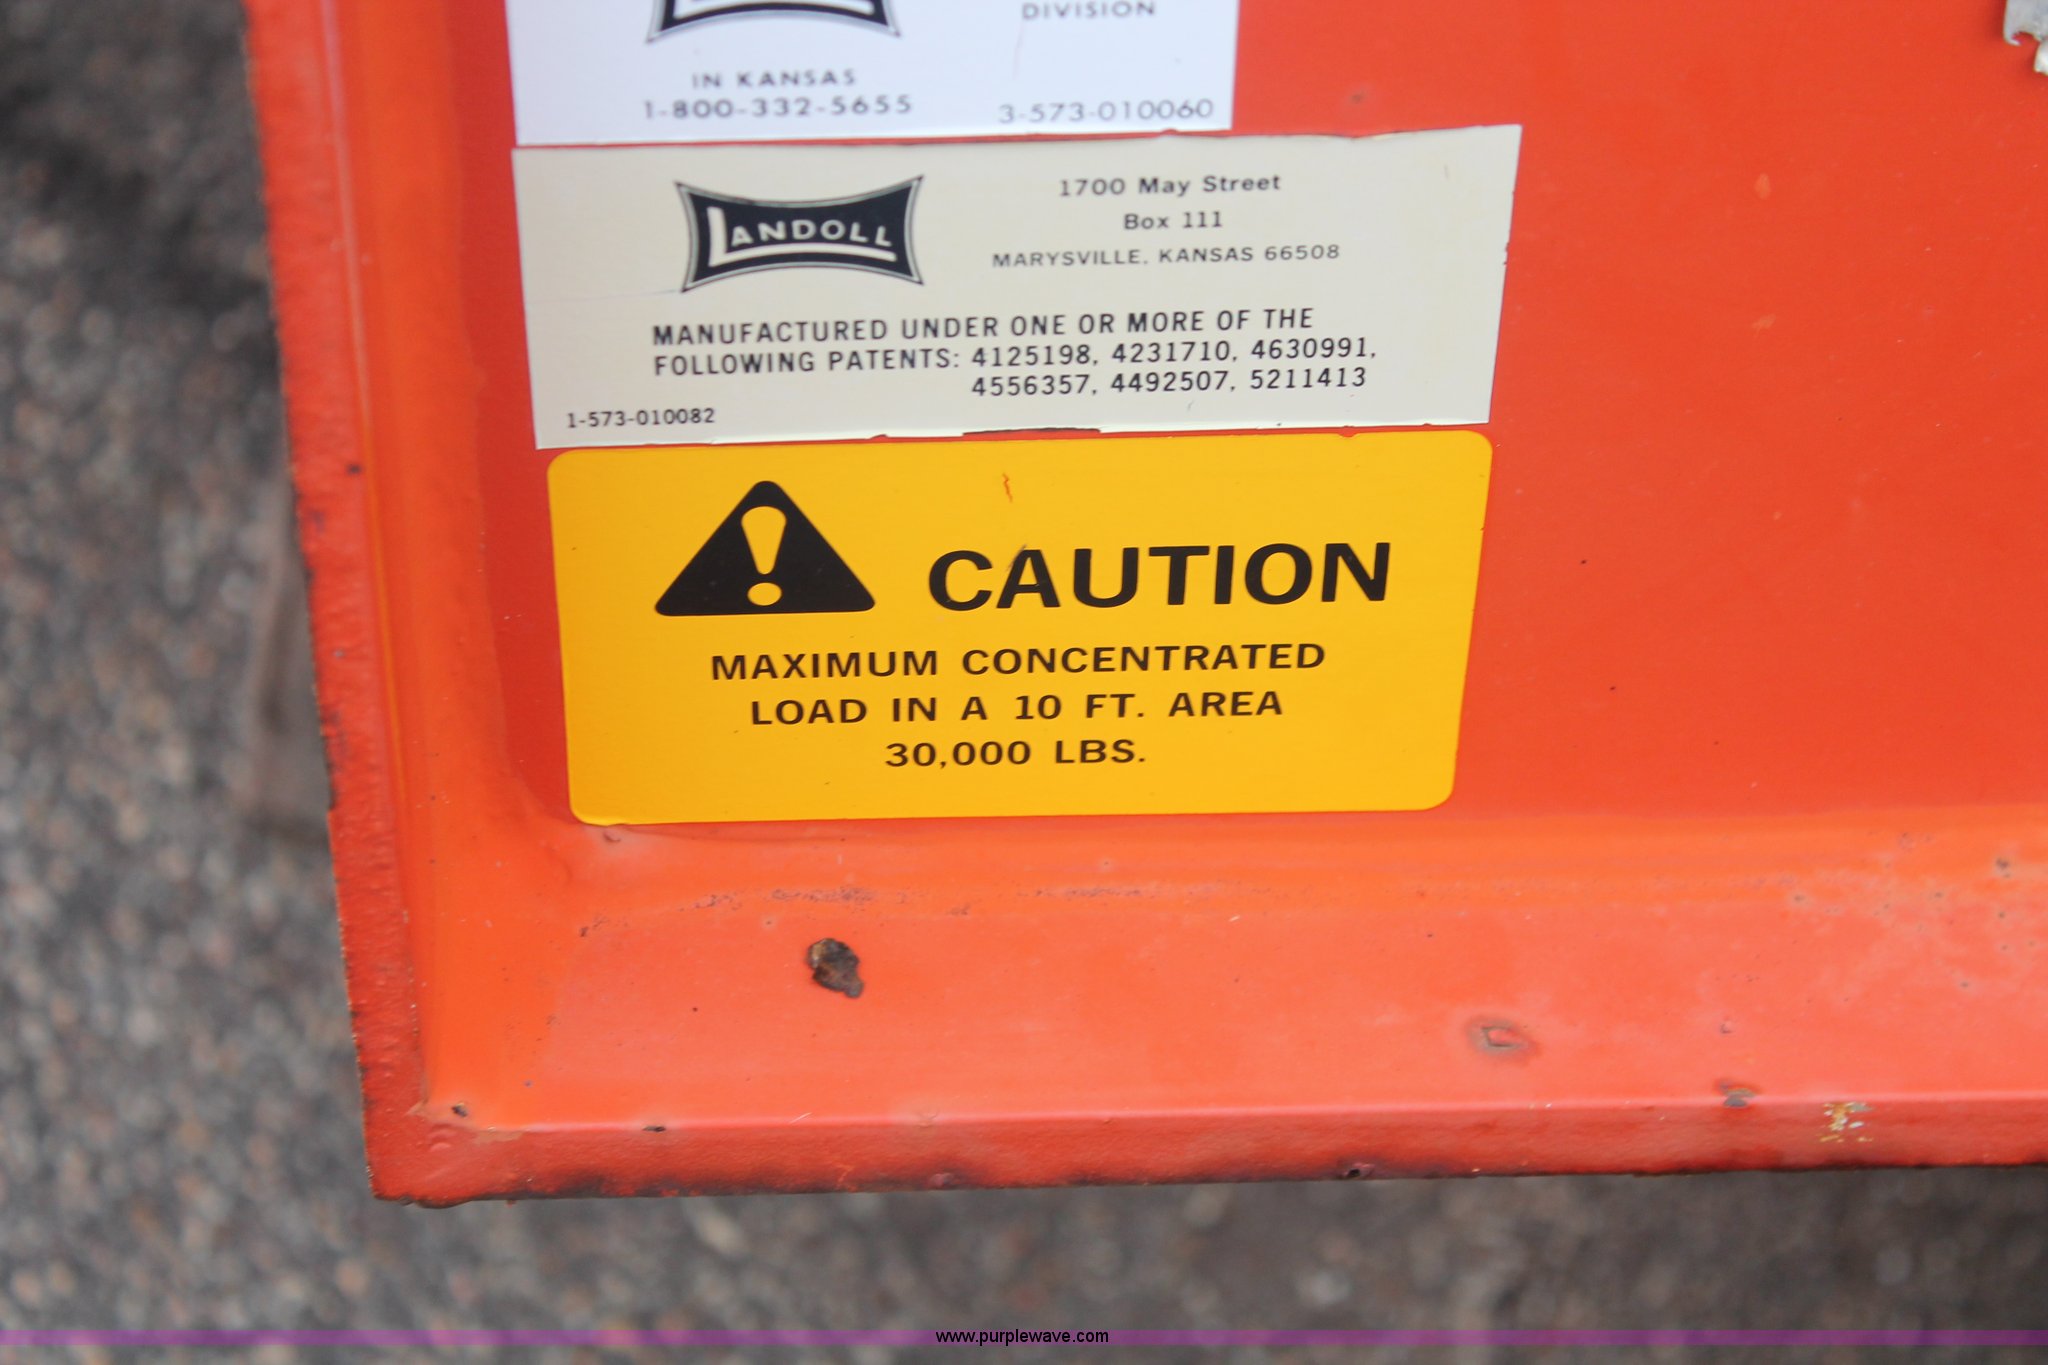 DIVISION
IN KANSAS
1-800-332-5655
3-573-010060
LANDOLL
1700 May Street
Box 111
MARYSVILLE, KANSAS 66508
MANUFACTURED UNDER ONE OR MORE OF THE
FOLLOWING PATENTS: 4125198, 4231710, 4630991,
4556357, 4492507, 5211413
1-573-010082
CAUTION
MAXIMUM CONCENTRATED
LOAD IN A 10 FT. AREA
30,000 LBS.
www.purplewave.com